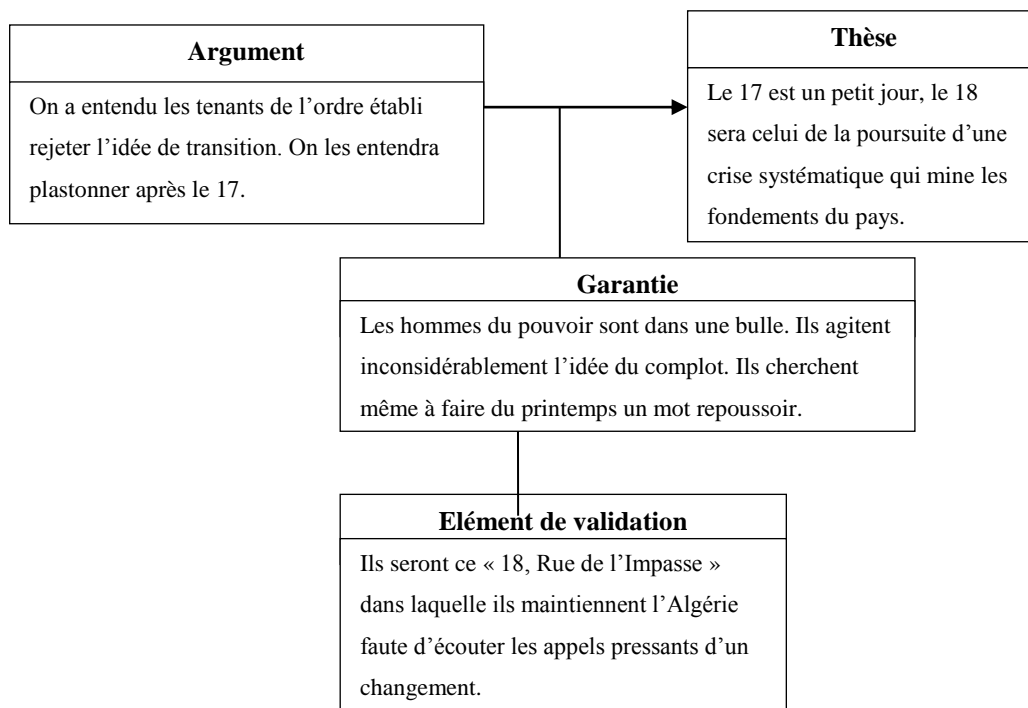 Argument
On a entendu les tenants de l’ordre établi
rejeter l’idée de transition. On les entendra
plastonner après le 17.
Thèse
Le 17 est un petit jour, le 18
sera celui de la poursuite d’une
crise systématique qui mine les
fondements du pays.
Garantie
Les hommes du pouvoir sont dans une bulle. Ils agitent
inconsidérablement l’idée du complot. Ils cherchent
même à faire du printemps un mot repoussoir.
Elément de validation
Ils seront ce « 18, Rue de l’Impasse »
dans laquelle ils maintiennent l’Algérie
faute d’écouter les appels pressants d’un
changement.